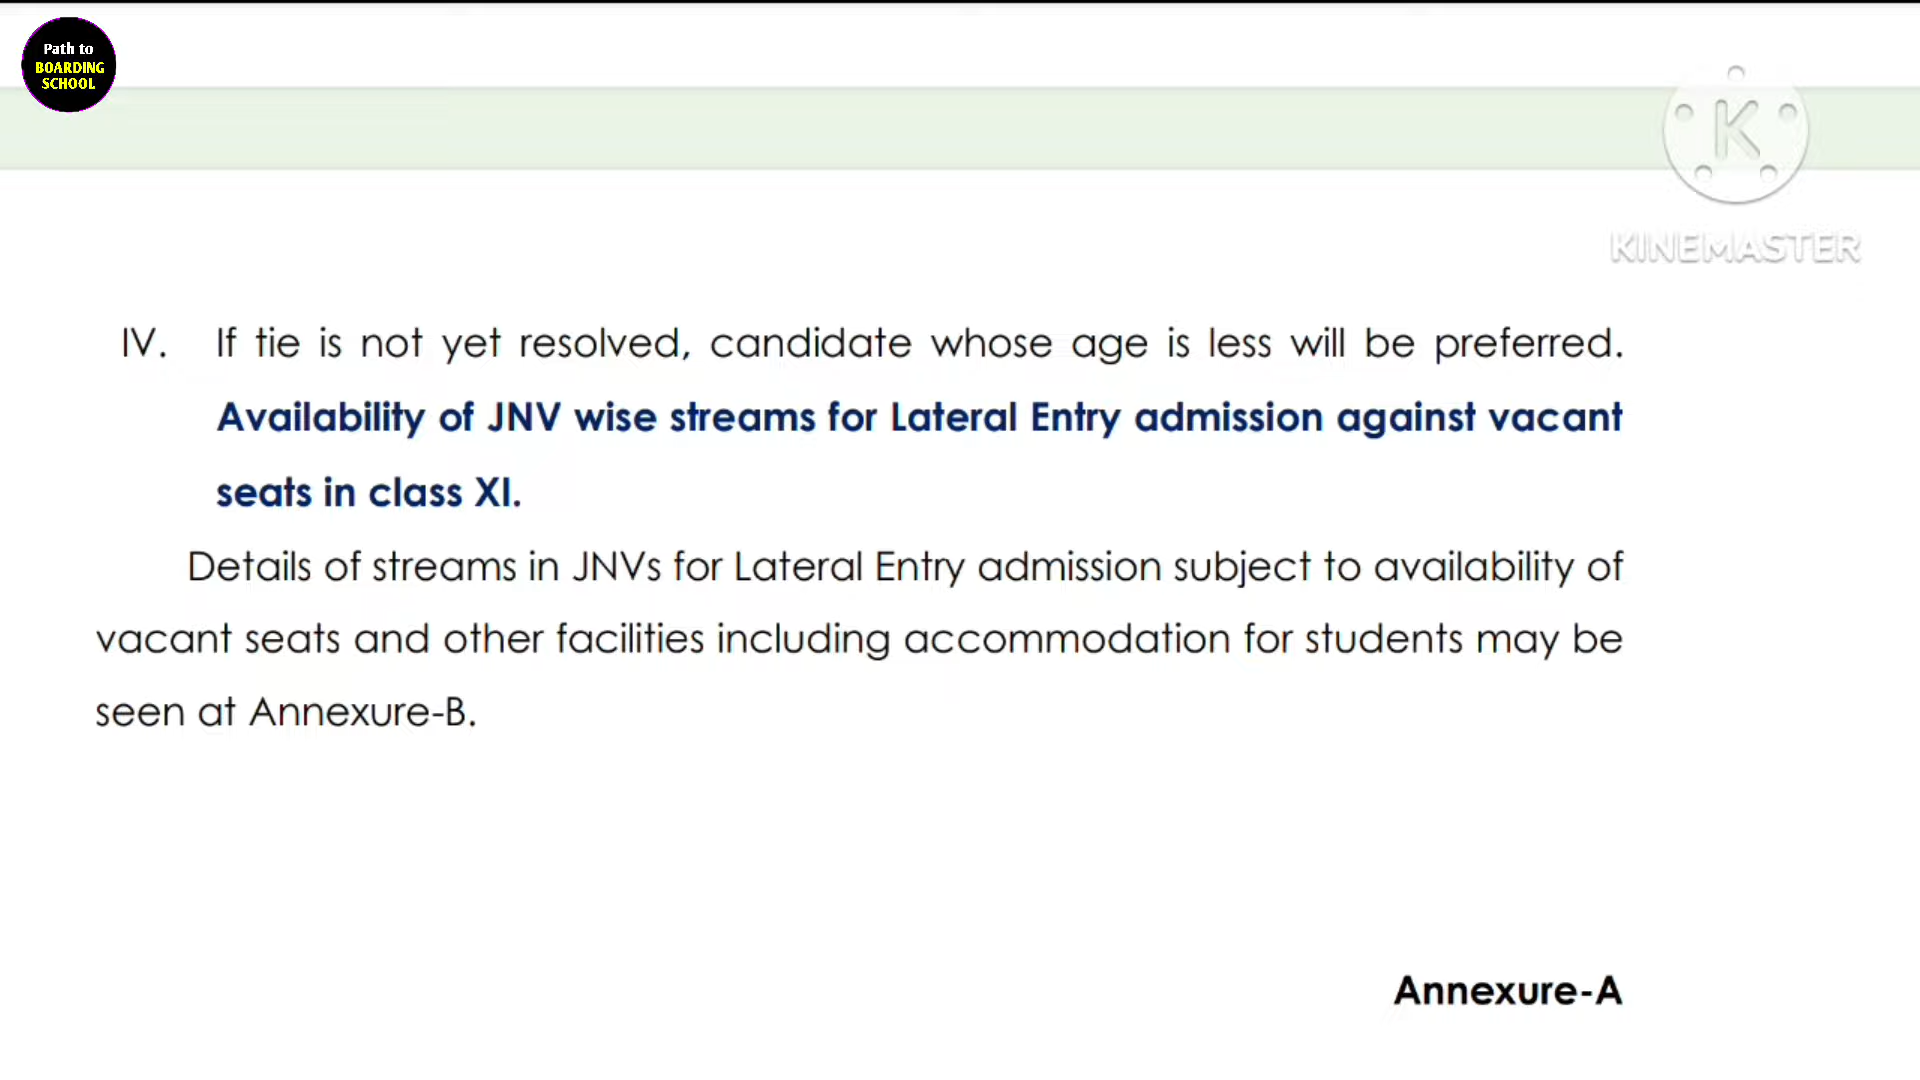 Path to
BOARDING
SCHOOL
K
KINEMASTER
IV. If tie is not yet resolved, candidate whose age is less will be preferred.
Availability of JNV wise streams for Lateral Entry admission against vacant
seats in class XI.
Details of streams in JNVs for Lateral Entry admission subject to availability of
vacant seats and other facilities including accommodation for students may be
seen at Annexure-B.
Annexure-A